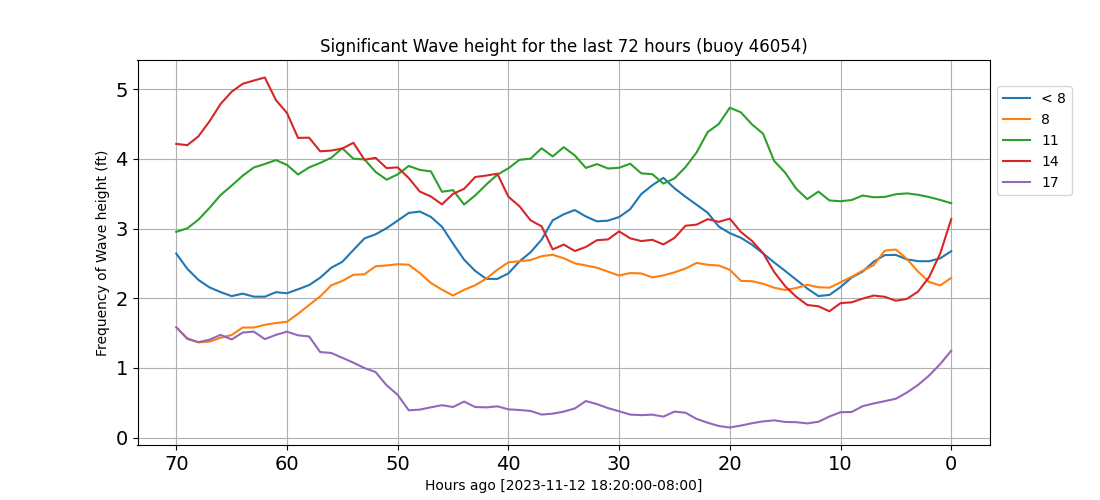 Significant Wave height for the last 72 hours (buoy 46054)
Frequency of Wave height (ft)
5
4
3
2
1
0
70 60 50 40 30 20 10 0
Hours ago [2023-11-12 18:20:00-08:00]
< 8
8
11
14
17